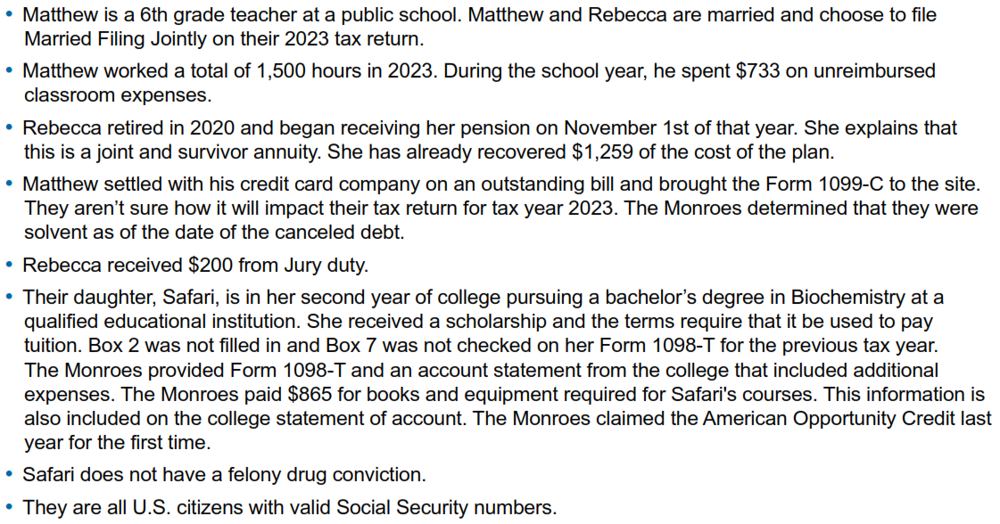 • Matthew is a 6th grade teacher at a public school. Matthew and Rebecca are married and choose to file
Married Filing Jointly on their 2023 tax return.
• Matthew worked a total of 1,500 hours in 2023. During the school year, he spent $733 on unreimbursed
classroom expenses.
• Rebecca retired in 2020 and began receiving her pension on November 1st of that year. She explains that
this is a joint and survivor annuity. She has already recovered $1,259 of the cost of the plan.
• Matthew settled with his credit card company on an outstanding bill and brought the Form 1099-C to the site.
They aren’t sure how it will impact their tax return for tax year 2023. The Monroes determined that they were
solvent as of the date of the canceled debt.
• Rebecca received $200 from Jury duty.
• Their daughter, Safari, is in her second year of college pursuing a bachelor’s degree in Biochemistry at a
qualified educational institution. She received a scholarship and the terms require that it be used to pay
tuition. Box 2 was not filled in and Box 7 was not checked on her Form 1098-T for the previous tax year.
The Monroes provided Form 1098-T and an account statement from the college that included additional
expenses. The Monroes paid $865 for books and equipment required for Safari's courses. This information is
also included on the college statement of account. The Monroes claimed the American Opportunity Credit last
year for the first time.
• Safari does not have a felony drug conviction.
• They are all U.S. citizens with valid Social Security numbers.